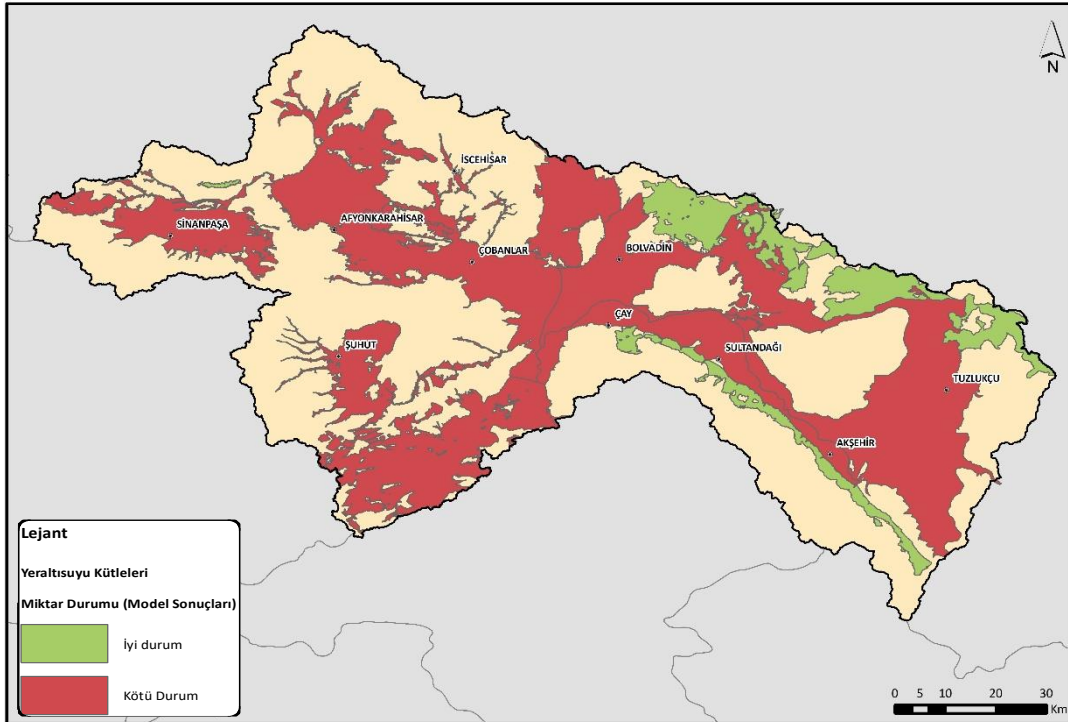 N
İSCEHİSAR
AFYONKARAHİSAR
SİNANPAŞA
ÇOBANLAR
BOLVADİN
ÇAY
ŞUHUT
SULTANDAĞI
TUZLUKÇU
AKŞEHİR
Lejant
Yeraltısuyu Kütleleri
Miktar Durumu (Model Sonuçları)
İyi durum
Kötü Durum
0 5 10 20 30
Km